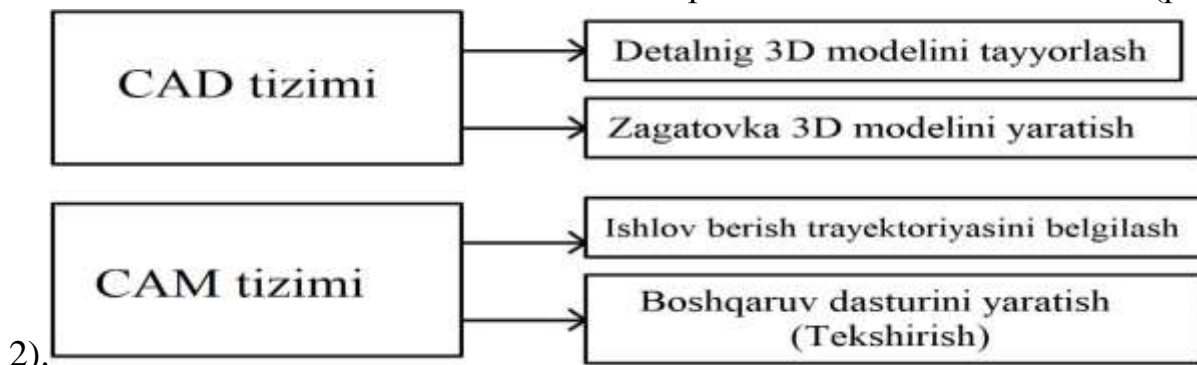 (p
CAD tizimi
Detalnig 3D modelini tayyorlash
Zagatovka 3D modelini yaratish
CAM tizimi
Ishlov berish trayektoriyasini belgilash
Boshqaruv dasturini yaratish
(Tekshirish)
2).